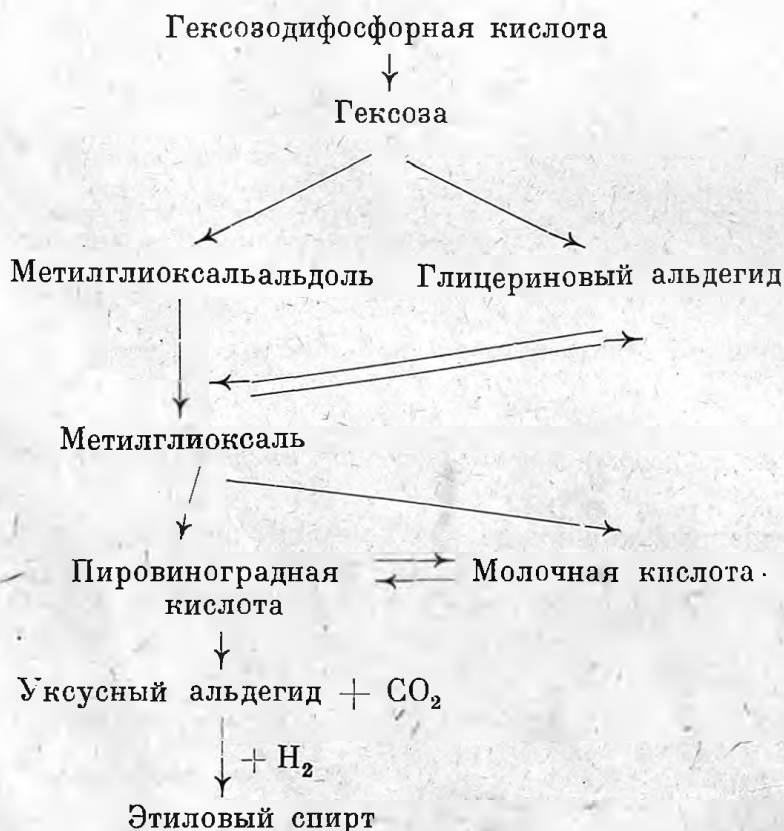 Гексозодифосфорная кислота
Гексоза
Метилглиоксальальдоль Глицериновый альдегид
Метилглиоксаль
Пировиноградная кислота Молочная кислота
Уксусный альдегид + CO₂
+ H₂
Этиловый спирт